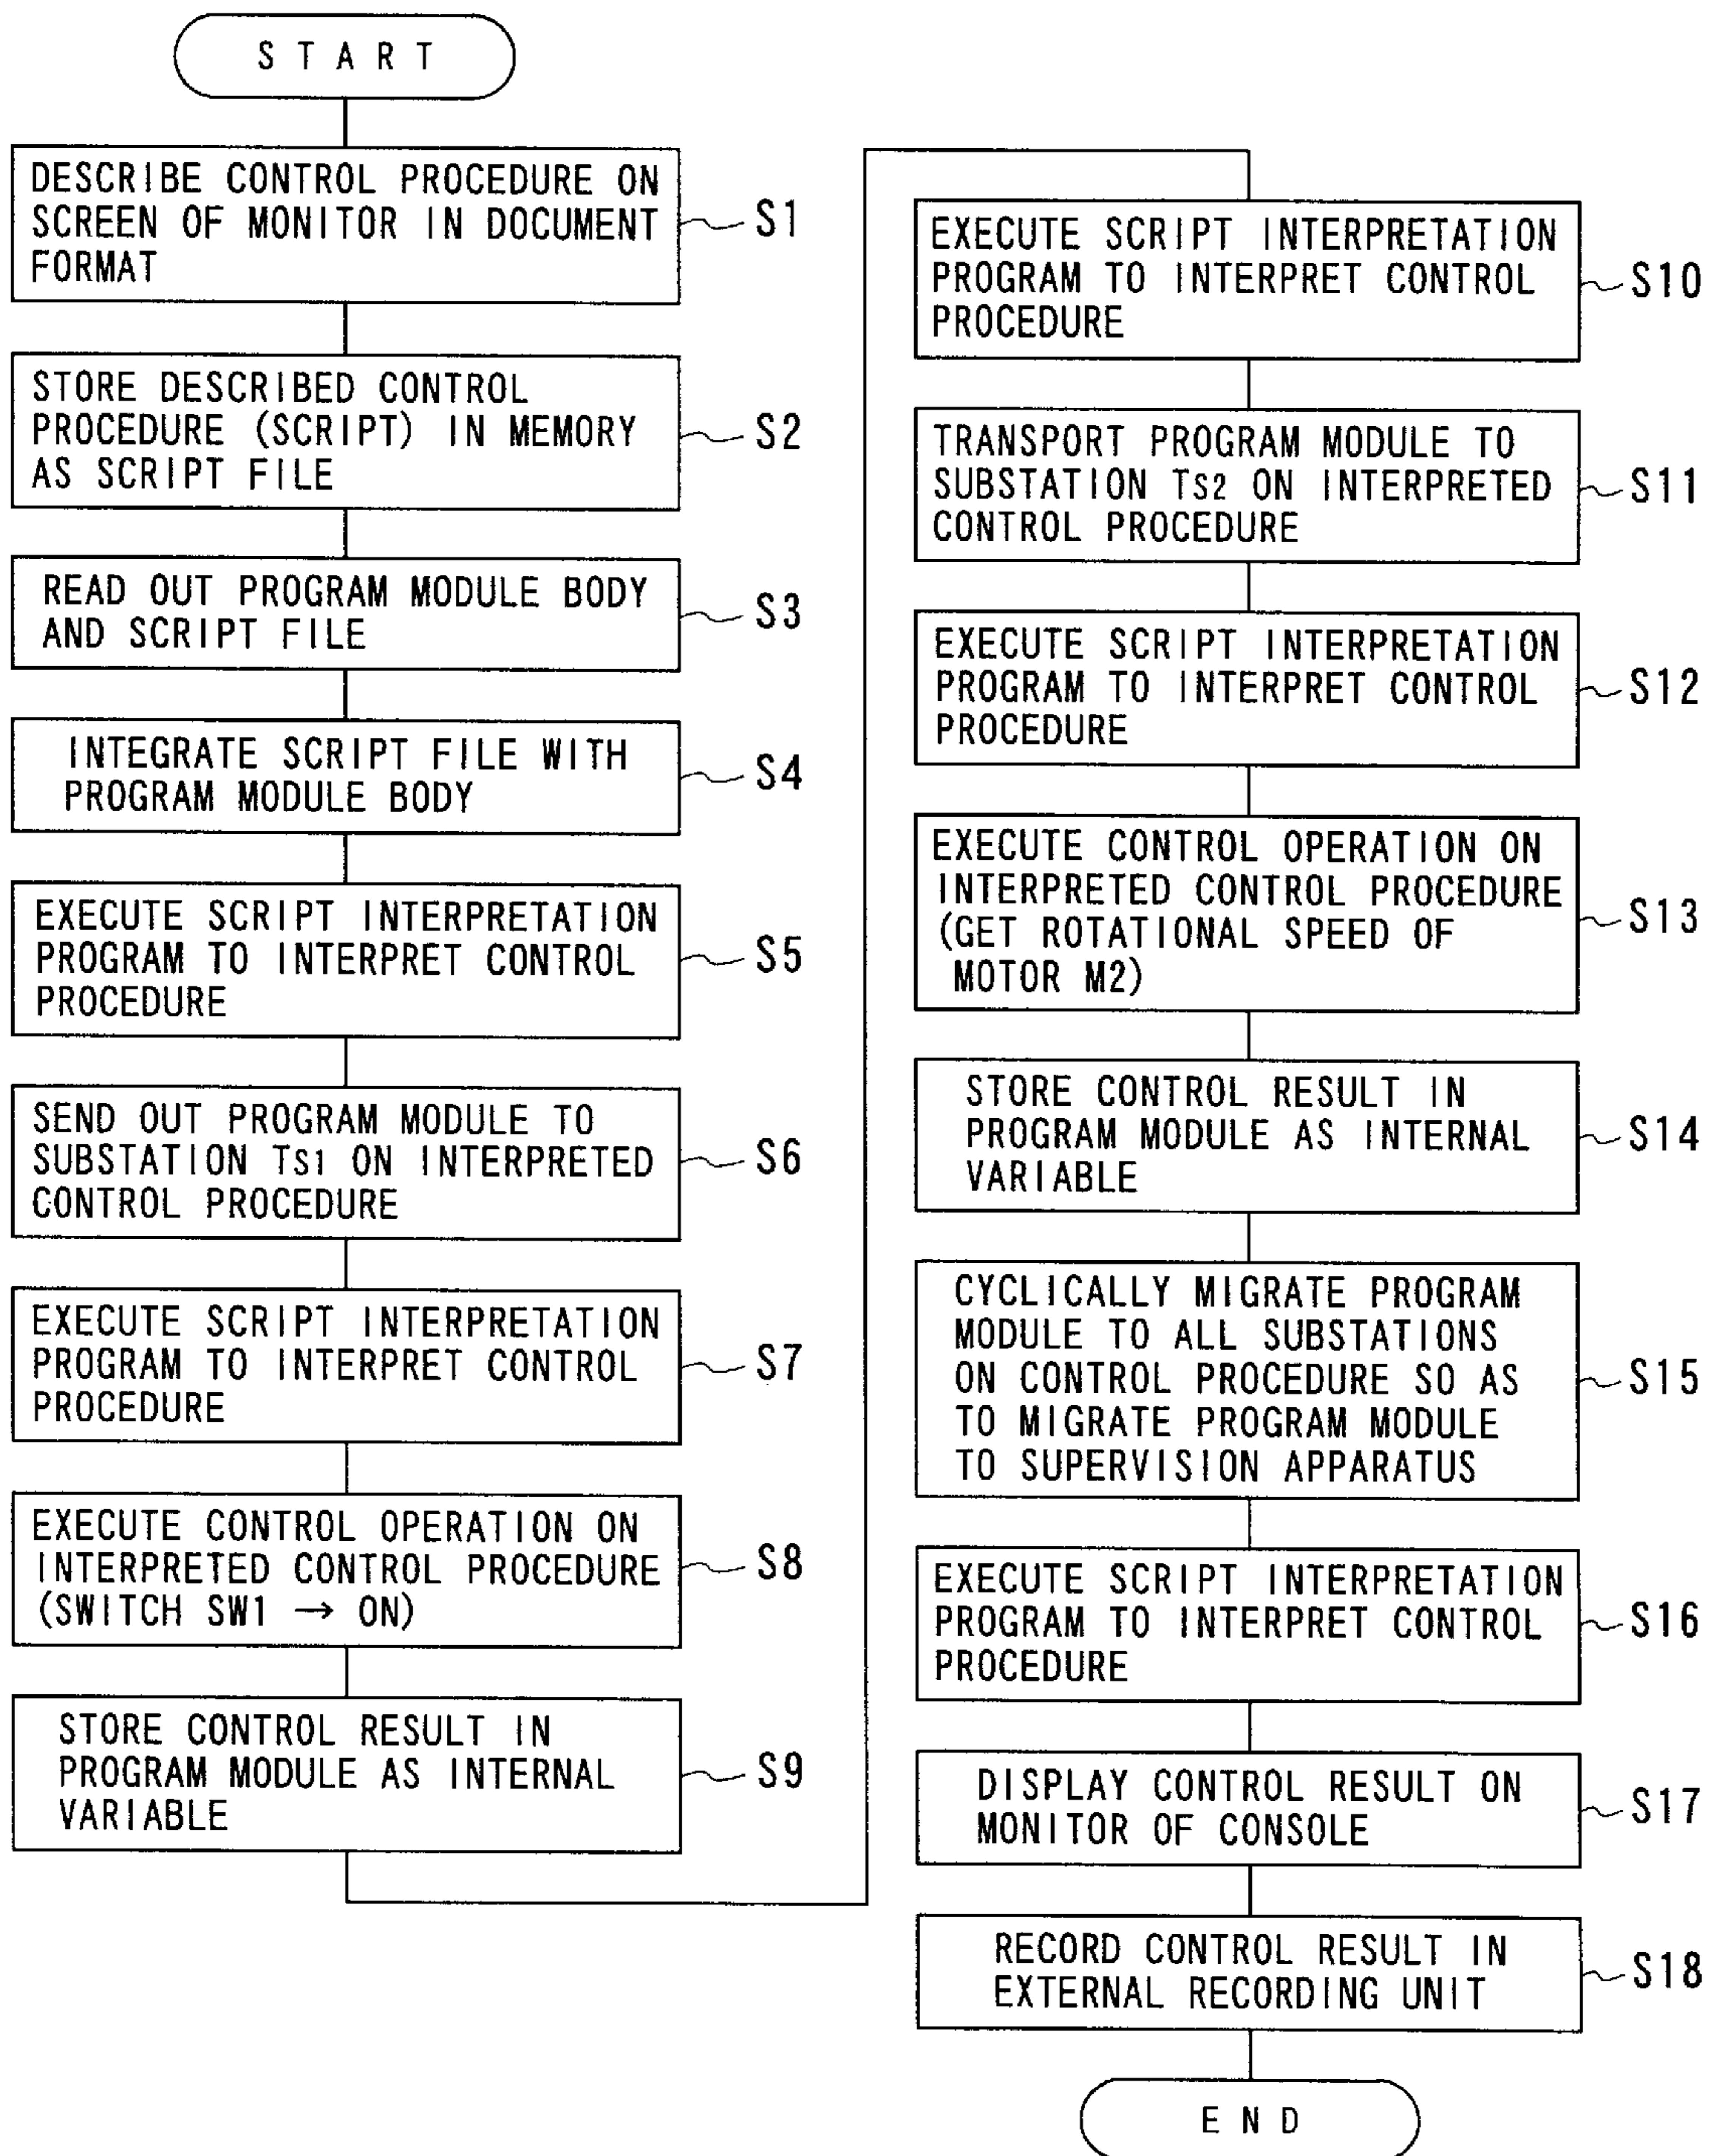 START
DESCRIBE CONTROL PROCEDURE ON
SCREEN OF MONITOR IN DOCUMENT
FORMAT
S1
STORE DESCRIBED CONTROL
PROCEDURE (SCRIPT) IN MEMORY
AS SCRIPT FILE
S2
READ OUT PROGRAM MODULE BODY
AND SCRIPT FILE
S3
INTEGRATE SCRIPT FILE WITH
PROGRAM MODULE BODY
S4
EXECUTE SCRIPT INTERPRETATION
PROGRAM TO INTERPRET CONTROL
PROCEDURE
S5
SEND OUT PROGRAM MODULE TO
SUBSTATION TS1 ON INTERPRETED
CONTROL PROCEDURE
S6
EXECUTE SCRIPT INTERPRETATION
PROGRAM TO INTERPRET CONTROL
PROCEDURE
S7
EXECUTE CONTROL OPERATION ON
INTERPRETED CONTROL PROCEDURE
(SWITCH SW1 → ON)
S8
STORE CONTROL RESULT IN
PROGRAM MODULE AS INTERNAL
VARIABLE
S9
EXECUTE SCRIPT INTERPRETATION
PROGRAM TO INTERPRET CONTROL
PROCEDURE
S10
TRANSPORT PROGRAM MODULE TO
SUBSTATION TS2 ON INTERPRETED
CONTROL PROCEDURE
S11
EXECUTE SCRIPT INTERPRETATION
PROGRAM TO INTERPRET CONTROL
PROCEDURE
S12
EXECUTE CONTROL OPERATION ON
INTERPRETED CONTROL PROCEDURE
(GET ROTATIONAL SPEED OF
MOTOR M2)
S13
STORE CONTROL RESULT IN
PROGRAM MODULE AS INTERNAL
VARIABLE
S14
CYCLICALLY MIGRATE PROGRAM
MODULE TO ALL SUBSTATIONS
ON CONTROL PROCEDURE SO AS
TO MIGRATE PROGRAM MODULE
TO SUPERVISION APPARATUS
S15
EXECUTE SCRIPT INTERPRETATION
PROGRAM TO INTERPRET CONTROL
PROCEDURE
S16
DISPLAY CONTROL RESULT ON
MONITOR OF CONSOLE
S17
RECORD CONTROL RESULT IN
EXTERNAL RECORDING UNIT
S18
END